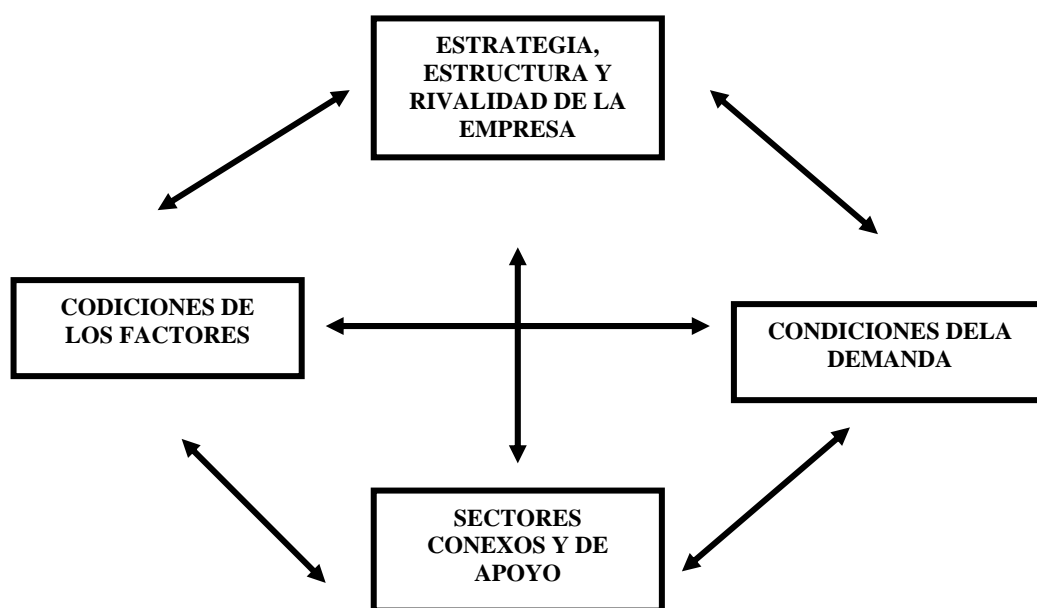 ESTRATEGIA,
ESTRUCTURA Y
RIVALIDAD DE LA
EMPRESA
CODICIONES DE
LOS FACTORES
CONDICIONES DELA
DEMANDA
SECTORES
CONEXOS Y DE
APOYO